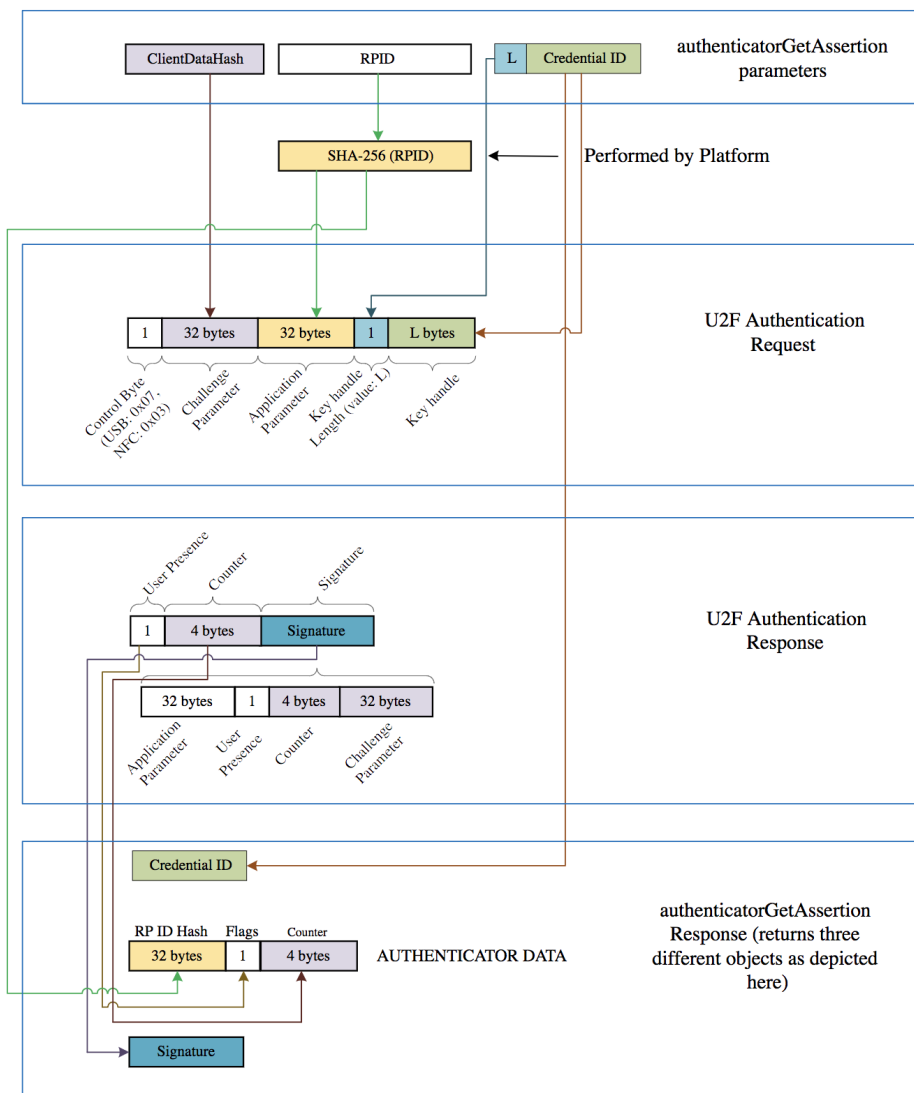 ClientDataHash
RPID
L
Credential ID
authenticatorGetAssertion
parameters
SHA-256 (RPID)
Performed by Platform
1
32 bytes
32 bytes
1
L bytes
Control Byte
(USB: 0x07,
NFC: 0x03)
Challenge
Parameter
Application
Parameter
Key handle
Length (value: L)
Key handle
U2F Authentication
Request
User Presence
Counter
Signature
1
4 bytes
Signature
32 bytes
1
4 bytes
32 bytes
Application
Parameter
User
Presence
Counter
Challenge
Parameter
U2F Authentication
Response
Credential ID
RP ID Hash
Flags
Counter
32 bytes
1
4 bytes
AUTHENTICATOR DATA
Signature
authenticatorGetAssertion
Response (returns three
different objects as depicted
here)